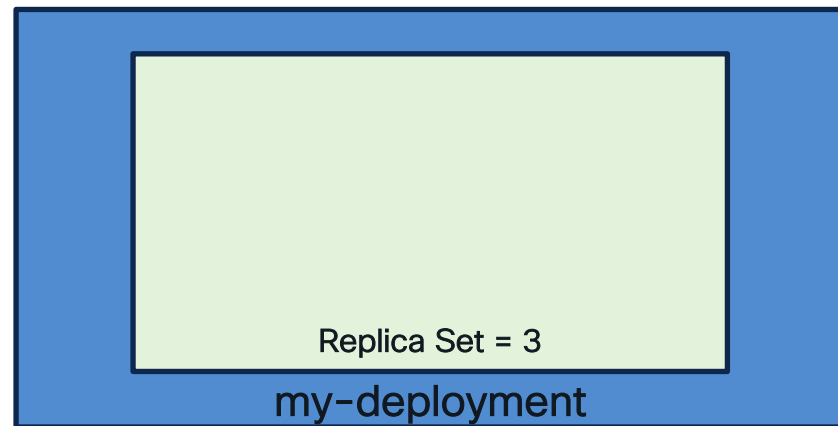 Replica Set = 3
my-deployment